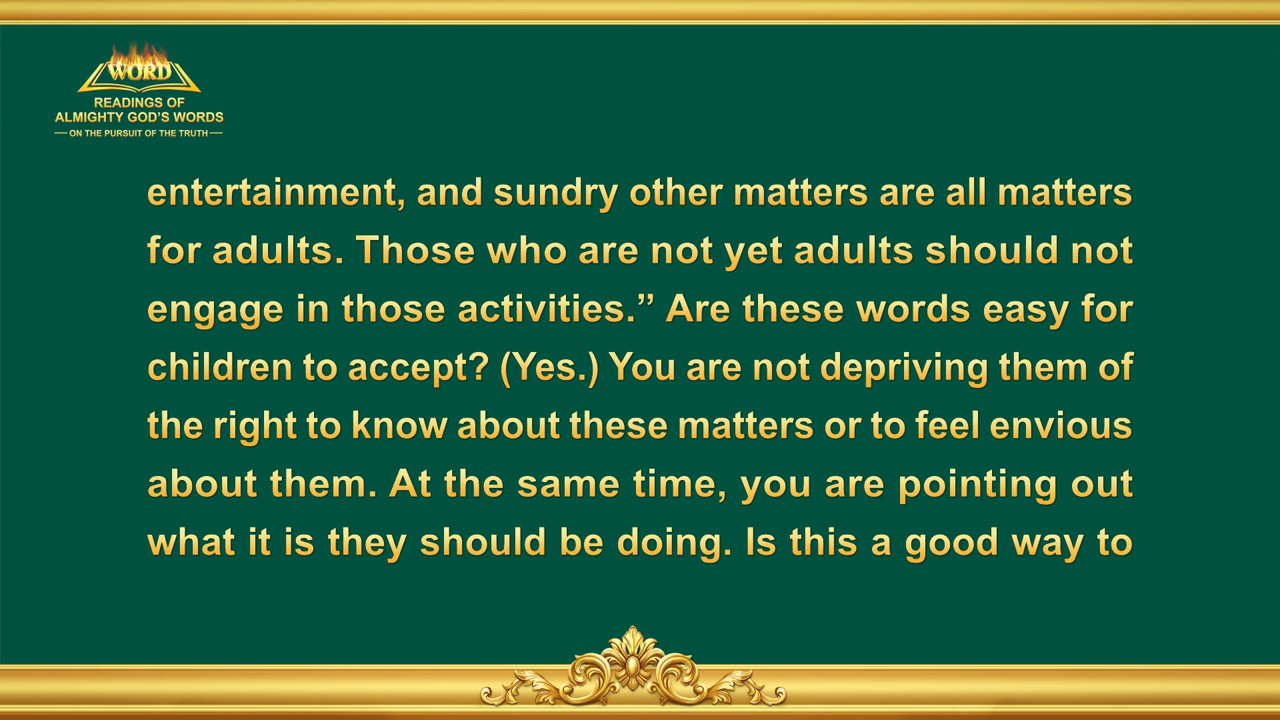 WORD
READINGS OF
ALMIGHTY GOD'S WORDS
— ON THE PURSUIT OF THE TRUTH —
entertainment, and sundry other matters are all matters
for adults. Those who are not yet adults should not
engage in those activities.” Are these words easy for
children to accept? (Yes.) You are not depriving them of
the right to know about these matters or to feel envious
about them. At the same time, you are pointing out
what it is they should be doing. Is this a good way to